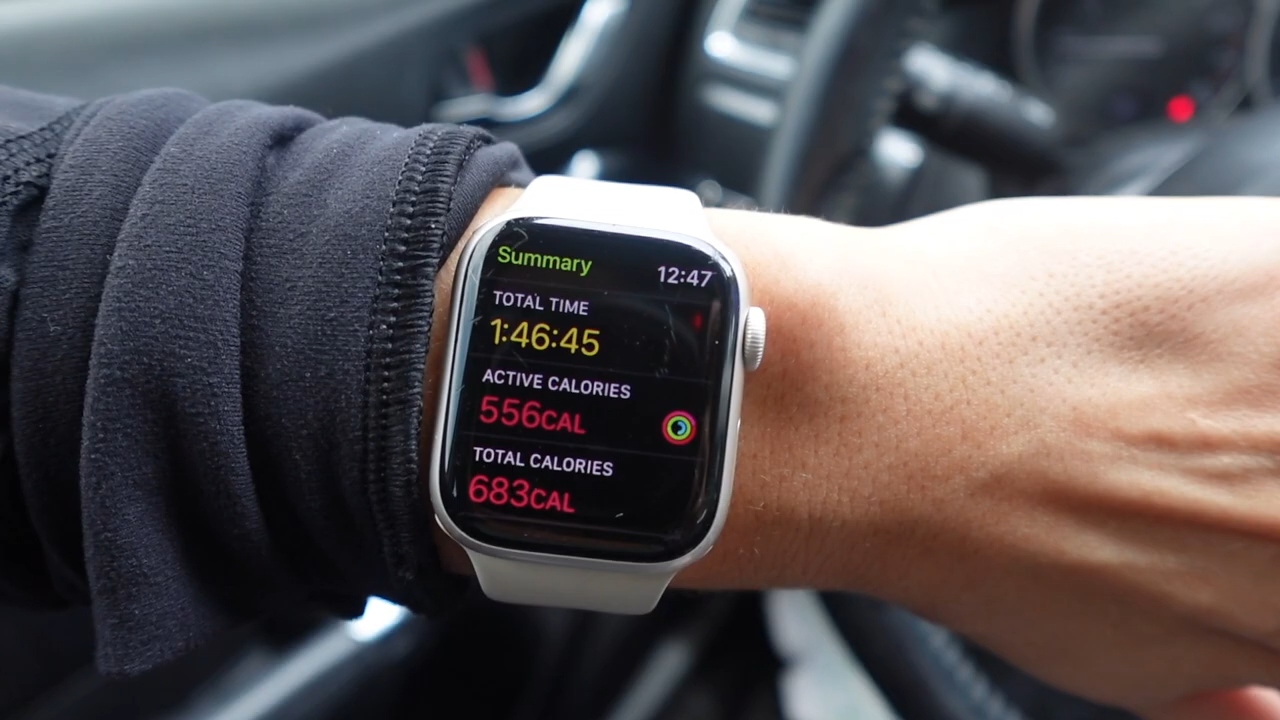 Summary
12:47
TOTAL TIME
1:46:45
ACTIVE CALORIES
556CAL
TOTAL CALORIES
683CAL